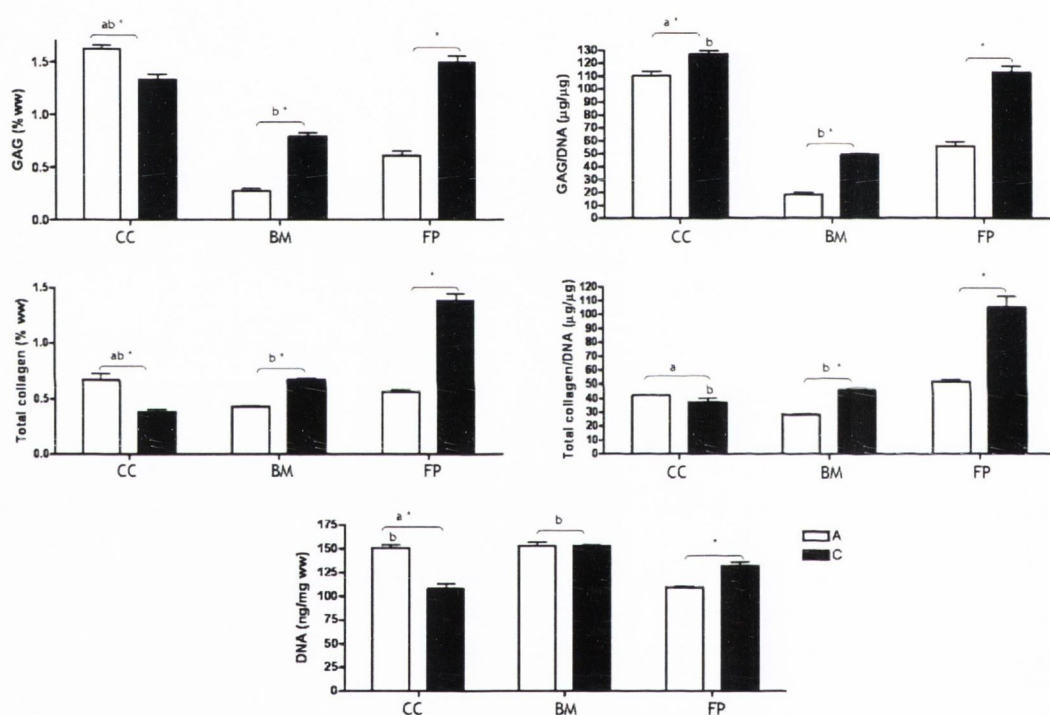 ab *
*
b *
GAG (% ww)
1.5
1.0
0.5
0.0
CC BM FP
a *
b
*
b *
GAG/DNA (µg/µg)
130
120
110
100
90
80
70
60
50
40
30
20
10
0
CC BM FP
*
ab *
b *
Total collagen (% ww)
1.5
1.0
0.5
0.0
CC BM FP
*
a
b
b *
Total collagen/DNA (µg/µg)
120
110
100
90
80
70
60
50
40
30
20
10
0
CC BM FP
a *
b
b
*
DNA (ng/mg ww)
175
150
125
100
75
50
25
0
CC BM FP
A
C